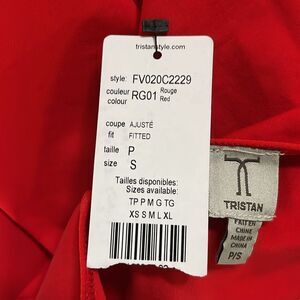 tristanstyle.com
style: FV020C2229
couleur RG01 Rouge
colour Red
coupe AJUSTÉ
fit FITTED
taille P
size S
Tailles disponibles:
Sizes available:
TP P M G TG
XS S M L XL
TRISTAN
FAIT EN
CHINE
MADE IN
CHINA
P/S